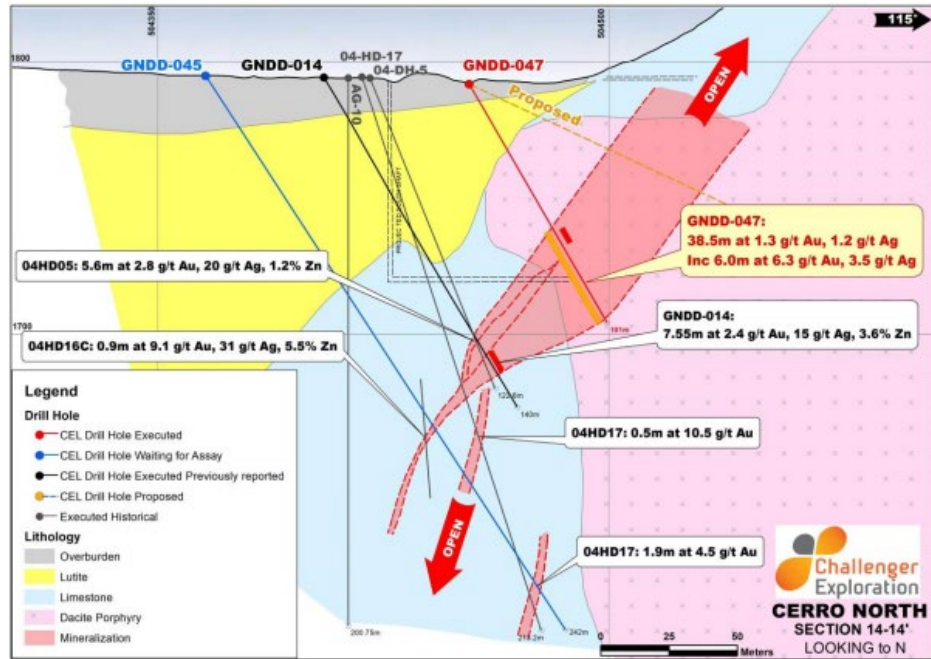 504350
504500
115°
1800
GNDD-045
GNDD-014
04-HD-17
04-DH-5
GNDD-047
AG-10
Proposed
OPEN
GNDD-047:
38.5m at 1.3 g/t Au, 1.2 g/t Ag
Inc 6.0m at 6.3 g/t Au, 3.5 g/t Ag
04HD05: 5.6m at 2.8 g/t Au, 20 g/t Ag, 1.2% Zn
GNDD-014:
7.55m at 2.4 g/t Au, 15 g/t Ag, 3.6% Zn
1700
181m
04HD16C: 0.9m at 9.1 g/t Au, 31 g/t Ag, 5.5% Zn
140m
04HD17: 0.5m at 10.5 g/t Au
OPEN
04HD17: 1.9m at 4.5 g/t Au
200.75m
242m
Legend
Drill Hole
CEL Drill Hole Executed
CEL Drill Hole Waiting for Assay
CEL Drill Hole Executed Previously reported
CEL Drill Hole Proposed
Executed Historical
Lithology
Overburden
Lutite
Limestone
Dacite Porphyry
Mineralization
Challenger
Exploration
CERRO NORTH
SECTION 14-14'
LOOKING to N
0 25 50
Meters